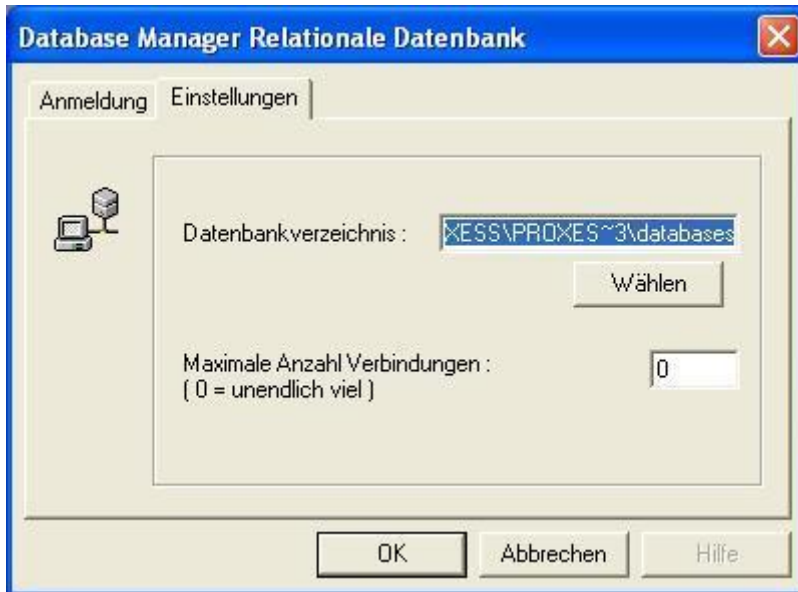 Database Manager Relationale Datenbank
Anmeldung Einstellungen
Datenbankverzeichnis : XESS\PROXES~3\databases
Wählen
Maximale Anzahl Verbindungen : 0
( 0 = unendlich viel )
OK Abbrechen Hilfe